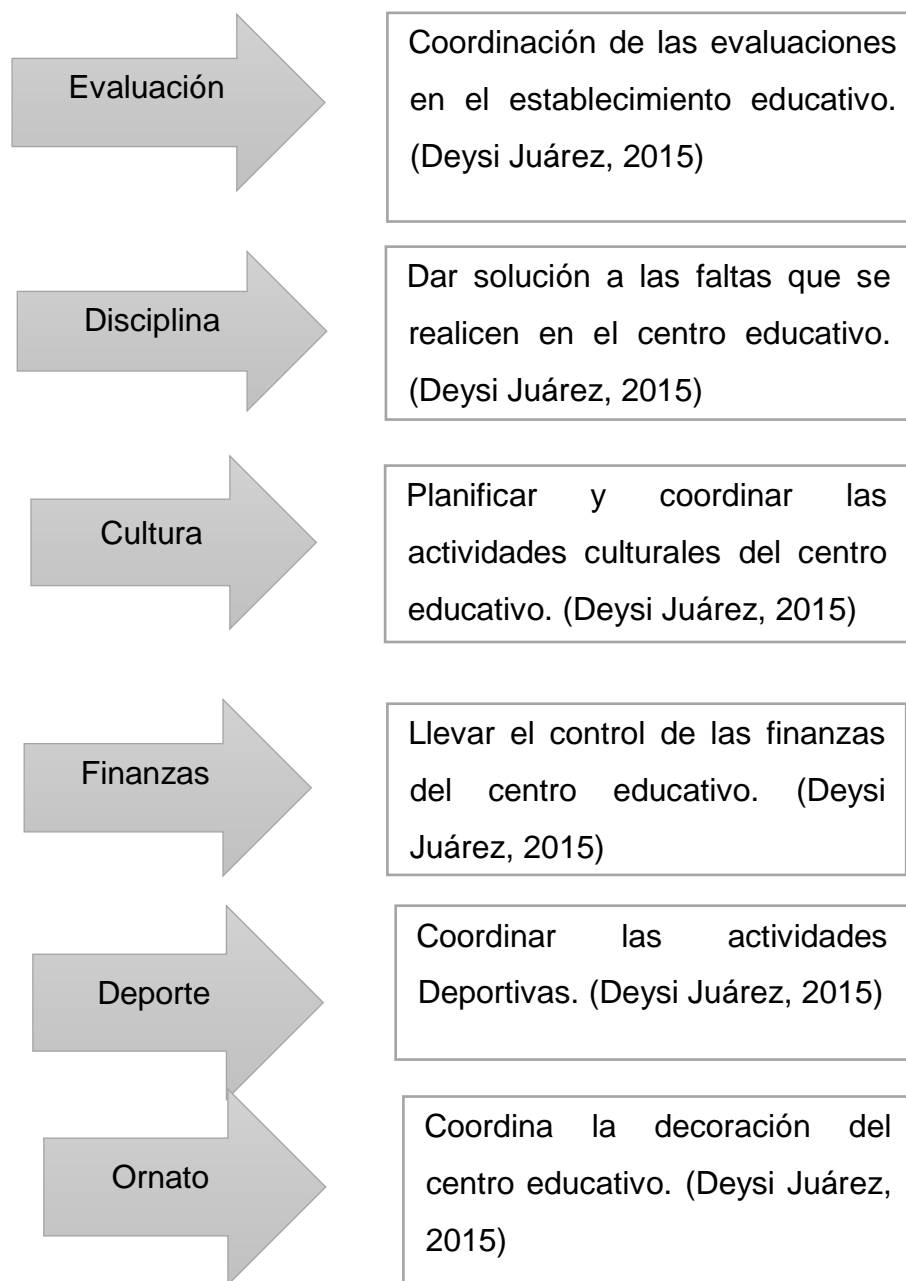 Evaluación
Coordinación de las evaluaciones
en el establecimiento educativo.
(Deysi Juárez, 2015)
Disciplina
Dar solución a las faltas que se
realicen en el centro educativo.
(Deysi Juárez, 2015)
Cultura
Planificar y coordinar las
actividades culturales del centro
educativo. (Deysi Juárez, 2015)
Finanzas
Llevar el control de las finanzas
del centro educativo. (Deysi
Juárez, 2015)
Deporte
Coordinar las actividades
Deportivas. (Deysi Juárez, 2015)
Ornato
Coordina la decoración del
centro educativo. (Deysi Juárez,
2015)